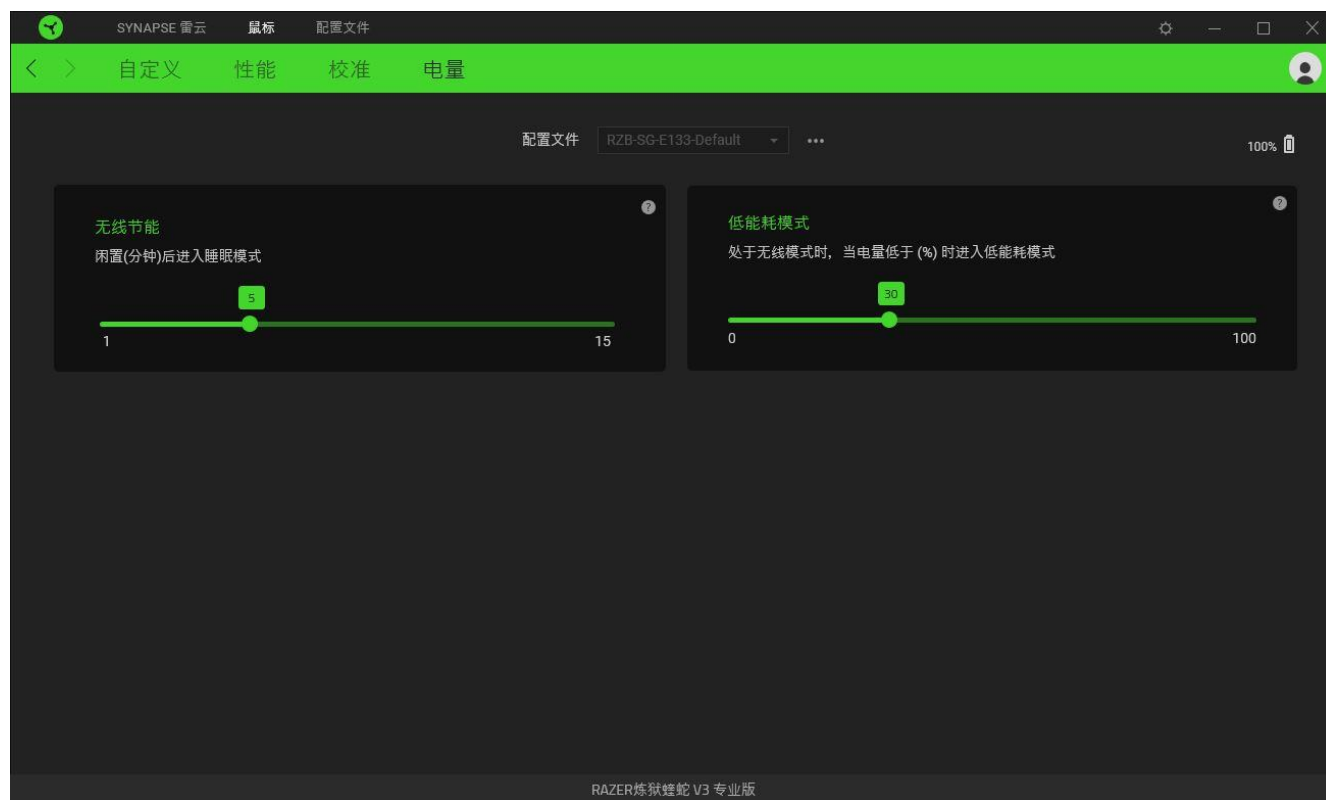 SYNAPSE 雷云 鼠标 配置文件
自定义 性能 校准 电量
配置文件 RZB-SG-E133-Default
100%
无线节能
闲置(分钟)后进入睡眠模式
5
1 15
低能耗模式
处于无线模式时，当电量低于 (%) 时进入低能耗模式
30
0 100
RAZER炼狱蝰蛇 V3 专业版